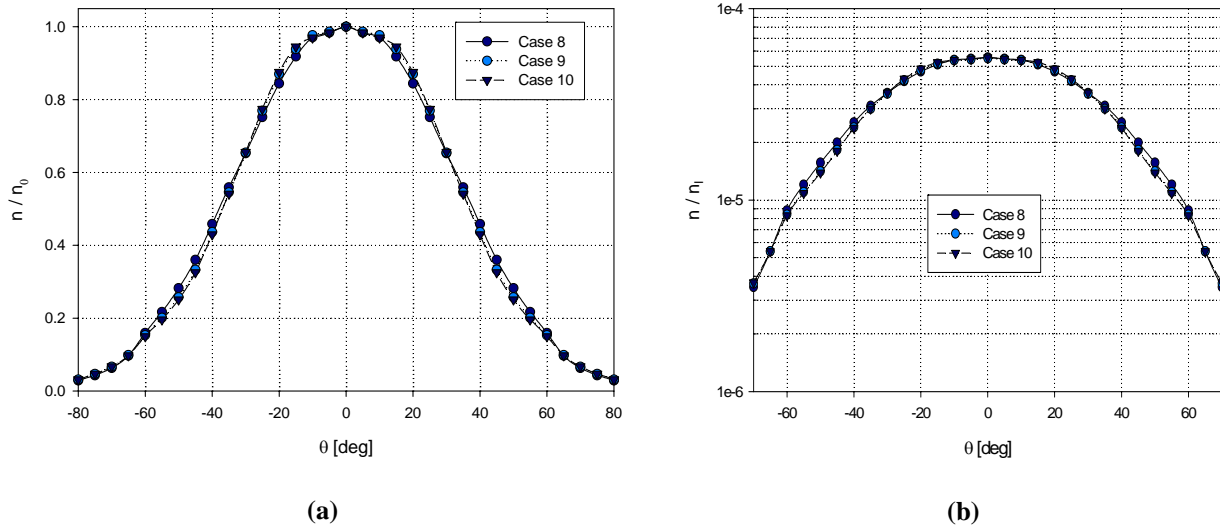 1.0
0.8
0.6
0.4
0.2
0.0
n / n0
-80 -60 -40 -20 0 20 40 60 80
θ [deg]
Case 8
Case 9
Case 10
(a)
1e-4
1e-5
1e-6
n / nI
-60 -40 -20 0 20 40 60
θ [deg]
Case 8
Case 9
Case 10
(b)